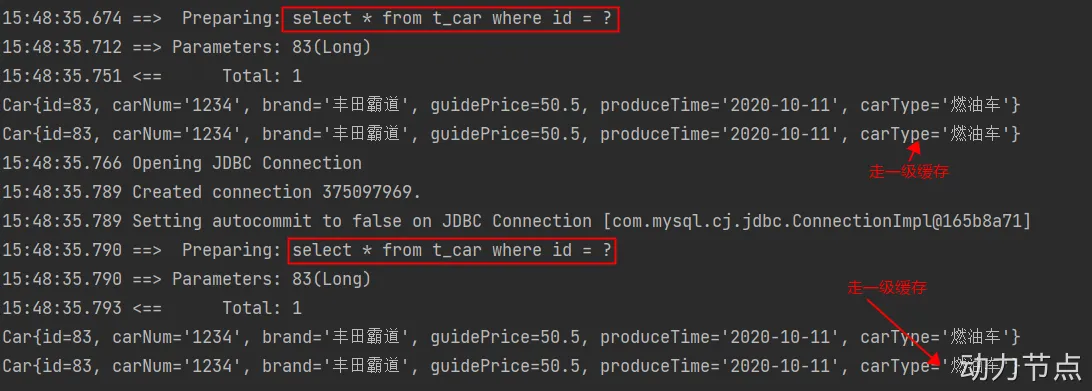 15:48:35.674 ==>  Preparing: select * from t_car where id = ?
15:48:35.712 ==> Parameters: 83(Long)
15:48:35.751 <==      Total: 1
Car{id=83, carNum='1234', brand='丰田霸道', guidePrice=50.5, produceTime='2020-10-11', carType='燃油车'}
Car{id=83, carNum='1234', brand='丰田霸道', guidePrice=50.5, produceTime='2020-10-11', carType='燃油车'}
15:48:35.766 Opening JDBC Connection
走一级缓存
15:48:35.789 Created connection 375097969.
15:48:35.789 Setting autocommit to false on JDBC Connection [com.mysql.cj.jdbc.ConnectionImpl@165b8a71]
15:48:35.790 ==>  Preparing: select * from t_car where id = ?
15:48:35.790 ==> Parameters: 83(Long)
走一级缓存
15:48:35.793 <==      Total: 1
Car{id=83, carNum='1234', brand='丰田霸道', guidePrice=50.5, produceTime='2020-10-11', carType='燃油车'}
Car{id=83, carNum='1234', brand='丰田霸道', guidePrice=50.5, produceTime='2020-10-11', carType='燃油车'}
动力节点